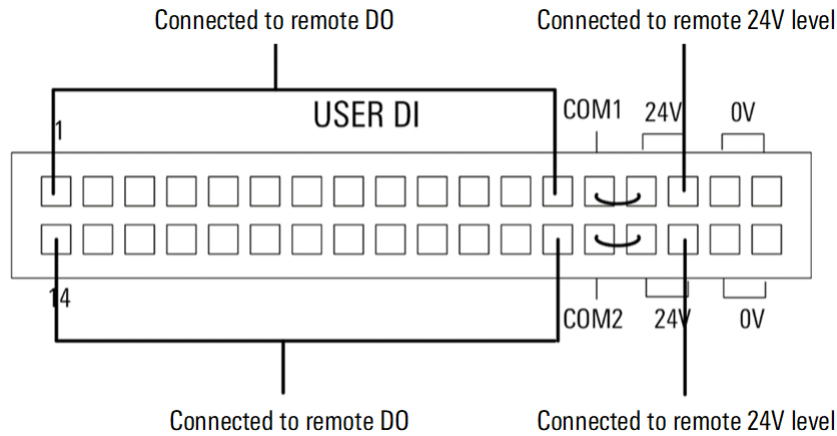 Connected to remote DO
Connected to remote 24V level
1
USER DI
COM1
24V
0V
14
COM2
24V
0V
Connected to remote DO
Connected to remote 24V level